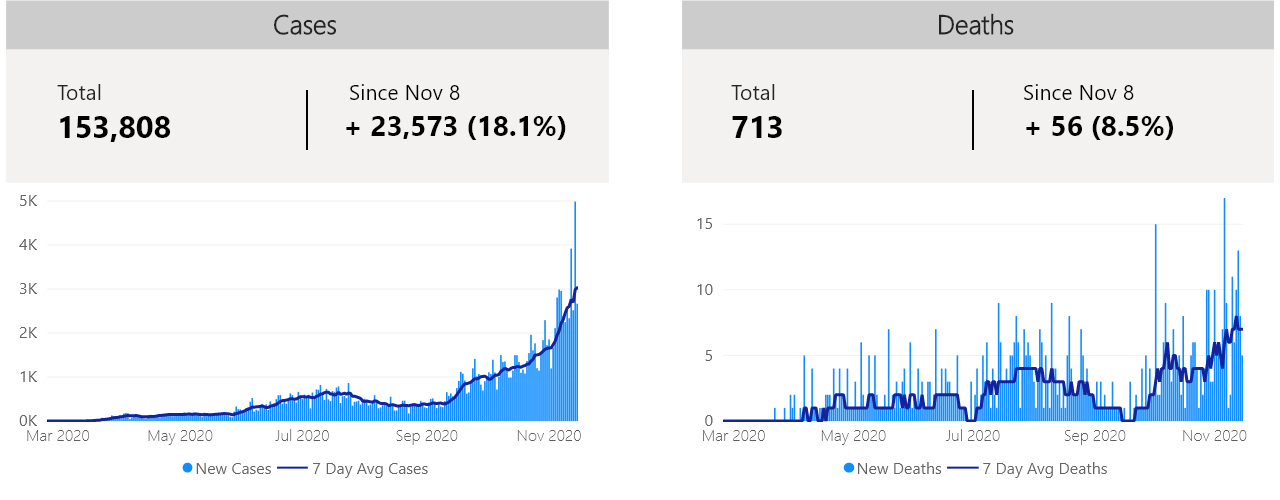 Cases
Total
Since Nov 8
153,808
+ 23,573 (18.1%)
5K
4K
3K
2K
1K
0K
Mar 2020 May 2020 Jul 2020 Sep 2020 Nov 2020
New Cases 7 Day Avg Cases
Deaths
Total
Since Nov 8
713
+ 56 (8.5%)
15
10
5
0
Mar 2020 May 2020 Jul 2020 Sep 2020 Nov 2020
New Deaths 7 Day Avg Deaths